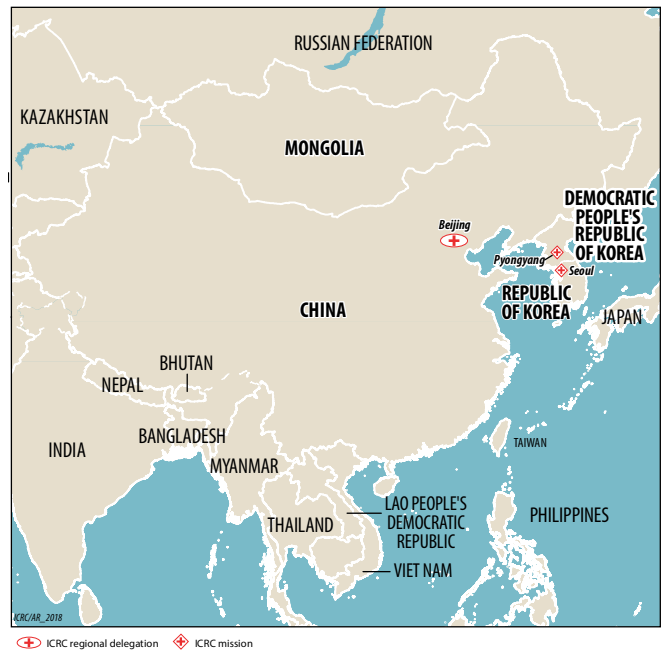 RUSSIAN FEDERATION
KAZAKHSTAN
MONGOLIA
DEMOCRATIC
PEOPLE'S
REPUBLIC
OF KOREA
Beijing
Pyongyang
Seoul
REPUBLIC
OF KOREA
CHINA
JAPAN
BHUTAN
NEPAL
BANGLADESH
INDIA
TAIWAN
MYANMAR
LAO PEOPLE'S
DEMOCRATIC
REPUBLIC
PHILIPPINES
THAILAND
VIET NAM
ICRC/AR_2018
ICRC regional delegation
ICRC mission